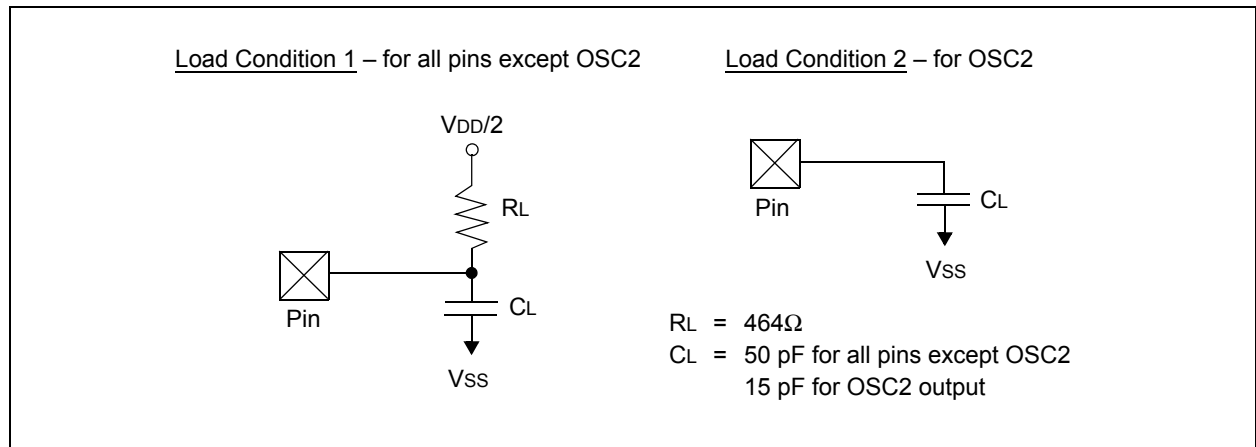 Load Condition 1 – for all pins except OSC2
Load Condition 2 – for OSC2
VDD/2
RL
Pin
CL
VSS
Pin
CL
VSS
RL = 464Ω
CL = 50 pF for all pins except OSC2
15 pF for OSC2 output